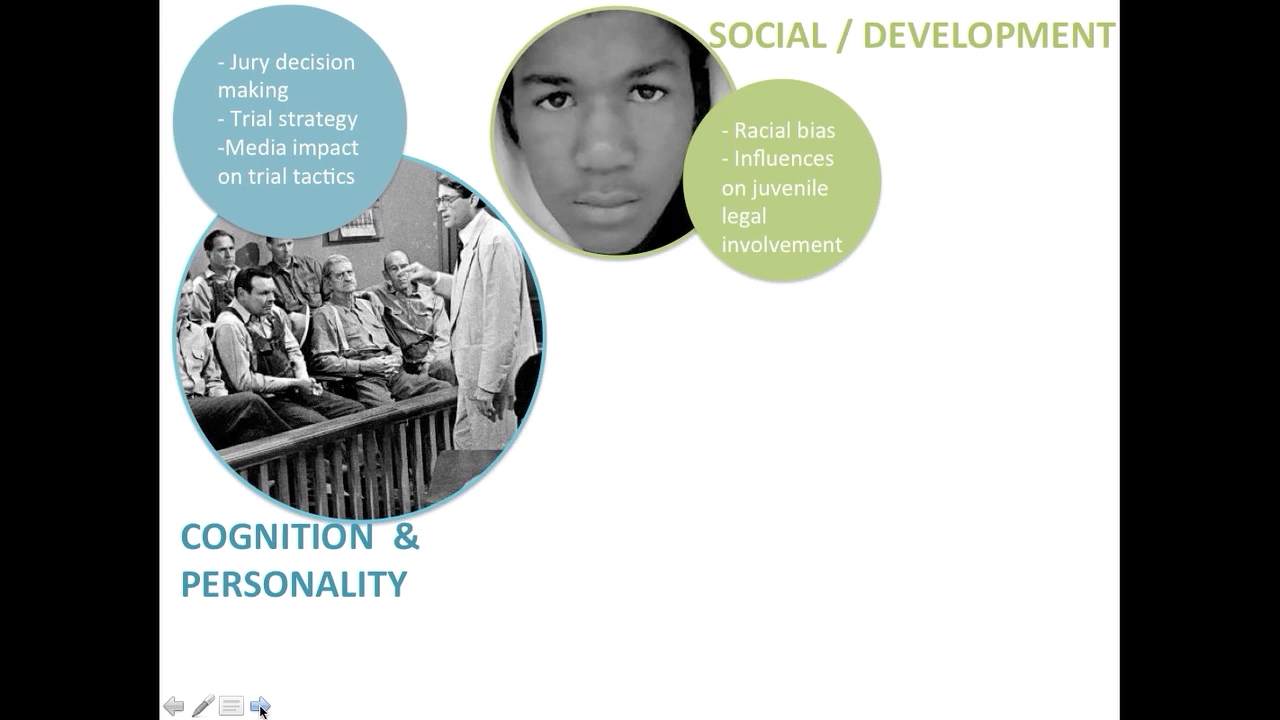 - Jury decision
making
- Trial strategy
-Media impact
on trial tactics
COGNITION &
PERSONALITY
SOCIAL / DEVELOPMENT
- Racial bias
- Influences
on juvenile
legal
involvement